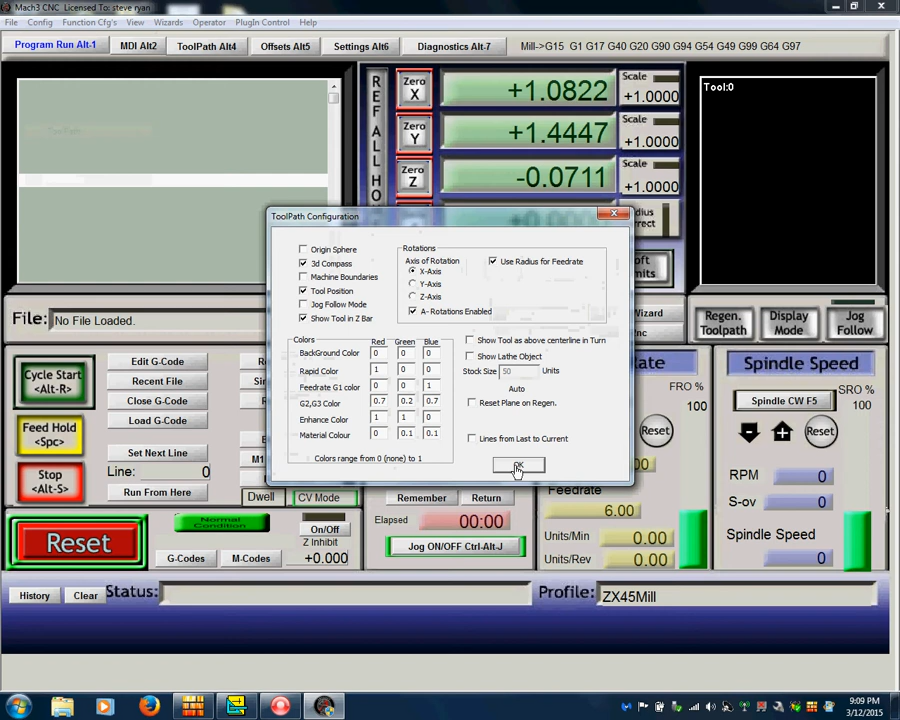 Mach3 CNC Licensed To: steve ryan
File Config Function Cfg's View Wizards Operator PlugIn Control Help
Program Run Alt-1 MDI Alt2 ToolPath Alt4 Offsets Alt5 Settings Alt6 Diagnostics Alt-7 Mill->G15 G1 G17 G40 G20 G90 G94 G54 G49 G99 G64 G97
REF ALL HO
Zero X +1.0822 Scale +1.0000
Zero Y +1.4447 Scale +1.0000
Zero Z -0.0711 Scale +1.0000
Tool:0
ToolPath Configuration
Origin Sphere
3d Compass
Machine Boundaries
Tool Position
Jog Follow Mode
Show Tool in Z Bar
Rotations
Axis of Rotation
X-Axis
Y-Axis
Z-Axis
A- Rotations Enabled
Use Radius for Feedrate
Colors Red Green Blue
BackGround Color 0 0 0
Rapid Color 1 0 0
Feedrate G1 color 0 0 1
G2,G3 Color 0.7 0.2 0.7
Enhance Color 1 1 0
Material Colour 0 0.1 0.1
Colors range from 0 (none) to 1
Show Tool as above centerline in Turn
Show Lathe Object
Stock Size 50 Units
Auto
Reset Plane on Regen.
Lines from Last to Current
OK
File: No File Loaded.
Regen. Toolpath
Display Mode
Jog Follow
Cycle Start <Alt-R>
Feed Hold <Spc>
Stop <Alt-S>
Edit G-Code
Recent File
Close G-Code
Load G-Code
Set Next Line
Line: 0
Run From Here
Dwell CV Mode
Reset
Normal Condition
G-Codes M-Codes
On/Off
Z Inhibit
+0.000
Remember Return
Elapsed 00:00
Jog ON/OFF Ctrl-Alt-J
FRO %
100
Reset
Feedrate
6.00
Units/Min 0.00
Units/Rev 0.00
Spindle Speed
Spindle CW F5
SRO %
100
Reset
RPM 0
S-ov 0
Spindle Speed
0
History Clear Status: Profile: ZX45Mill
9:09 PM
3/12/2015